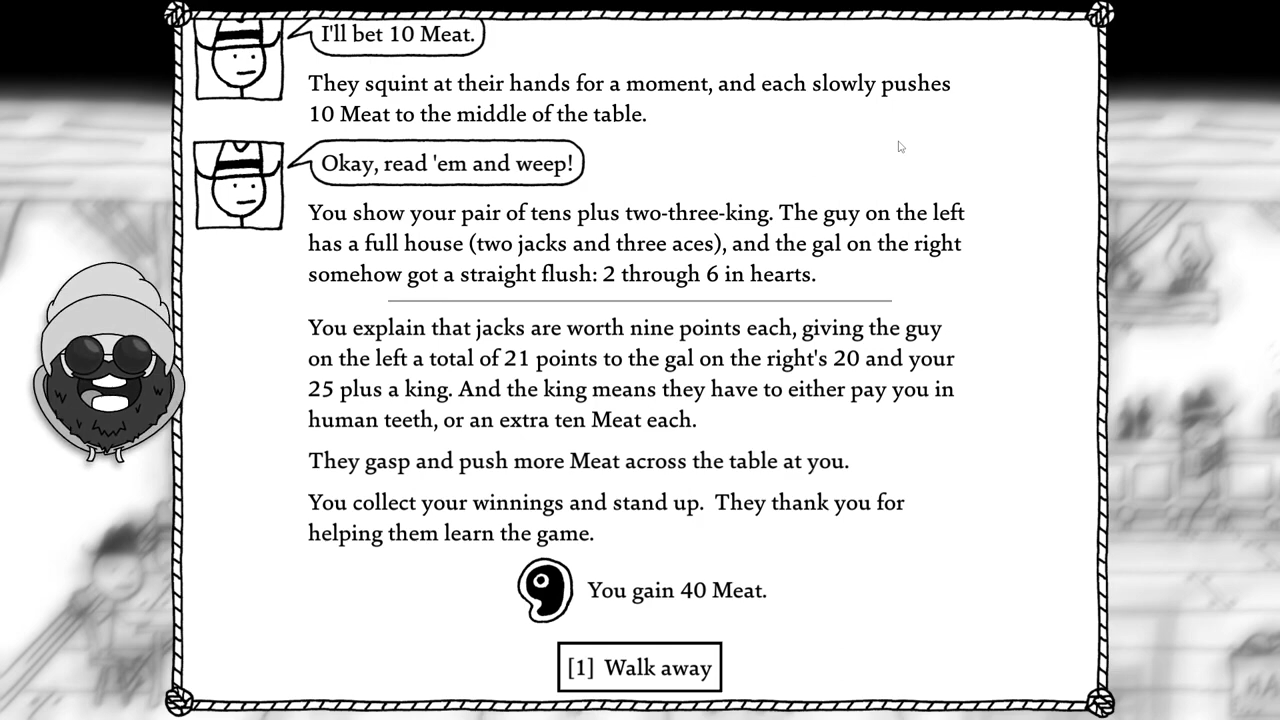 I'll bet 10 Meat.
They squint at their hands for a moment, and each slowly pushes
10 Meat to the middle of the table.
Okay, read 'em and weep!
You show your pair of tens plus two-three-king. The guy on the left
has a full house (two jacks and three aces), and the gal on the right
somehow got a straight flush: 2 through 6 in hearts.
You explain that jacks are worth nine points each, giving the guy
on the left a total of 21 points to the gal on the right's 20 and your
25 plus a king. And the king means they have to either pay you in
human teeth, or an extra ten Meat each.
They gasp and push more Meat across the table at you.
You collect your winnings and stand up. They thank you for
helping them learn the game.
You gain 40 Meat.
[1] Walk away